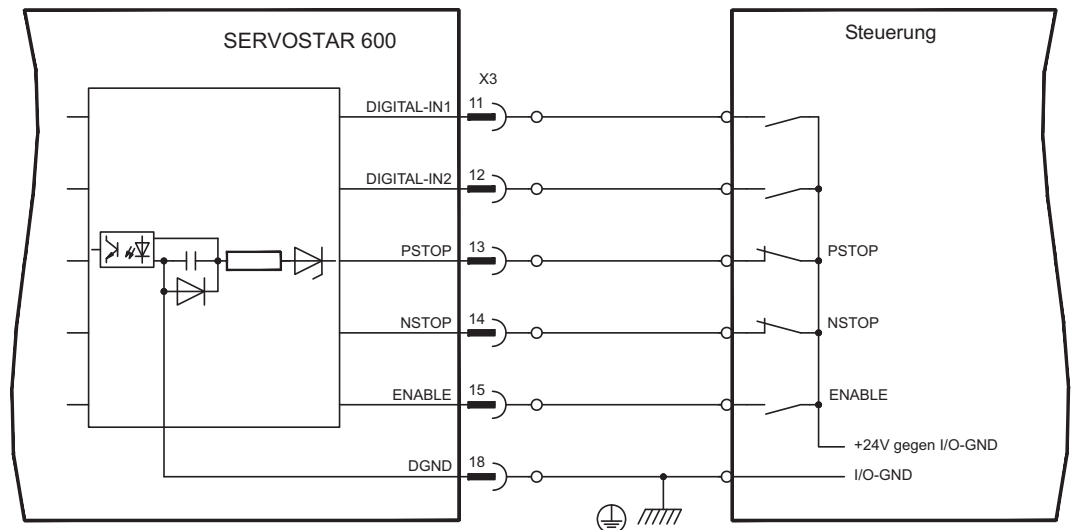 SERVOSTAR 600
Steuerung
X3
DIGITAL-IN1 11
DIGITAL-IN2 12
PSTOP 13 PSTOP
NSTOP 14 NSTOP
ENABLE 15 ENABLE
+24V gegen I/O-GND
DGND 18 I/O-GND